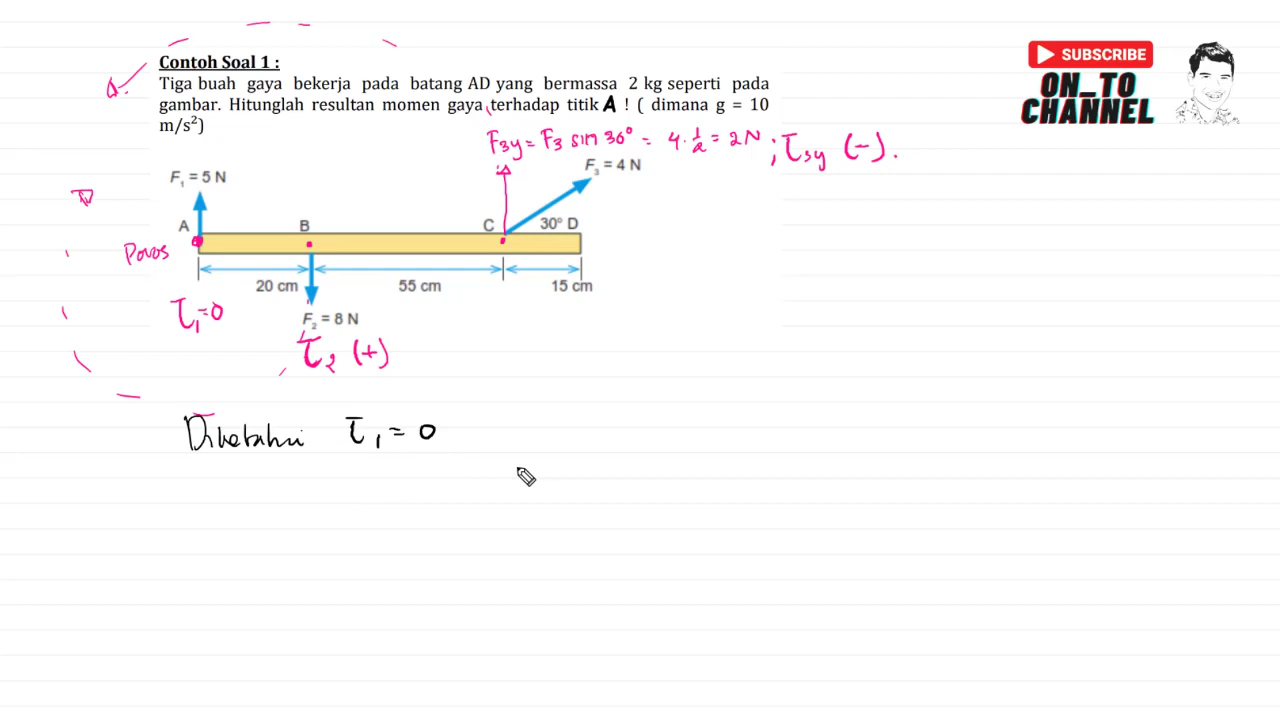 Contoh Soal 1 :
Tiga buah gaya bekerja pada batang AD yang bermassa 2 kg seperti pada
gambar. Hitunglah resultan momen gaya terhadap titik A ! ( dimana g = 10
m/s²)
SUBSCRIBE
ON_TO
CHANNEL
F₃y = F₃ sin 30° = 4 . 1/2 = 2 N ; τ₃y (-).
F₁ = 5 N
F₃ = 4 N
A B C 30° D
Poros
20 cm 55 cm 15 cm
τ₁=0
F₂ = 8 N
τ₂ (+)
Diketahui τ₁ = 0